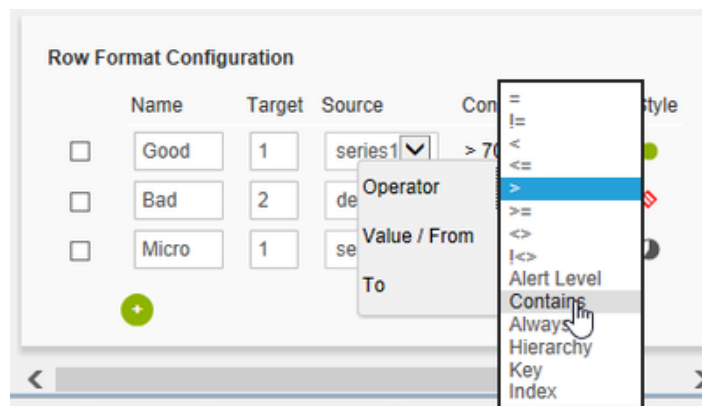 Row Format Configuration
Name Target Source Con tyle
Good 1 series1 > 70
Bad 2 de
Micro 1 se
Operator
Value / From
To
=
!=
<
<=
>
>=
<>
!<>
Alert Level
Contains
Always
Hierarchy
Key
Index